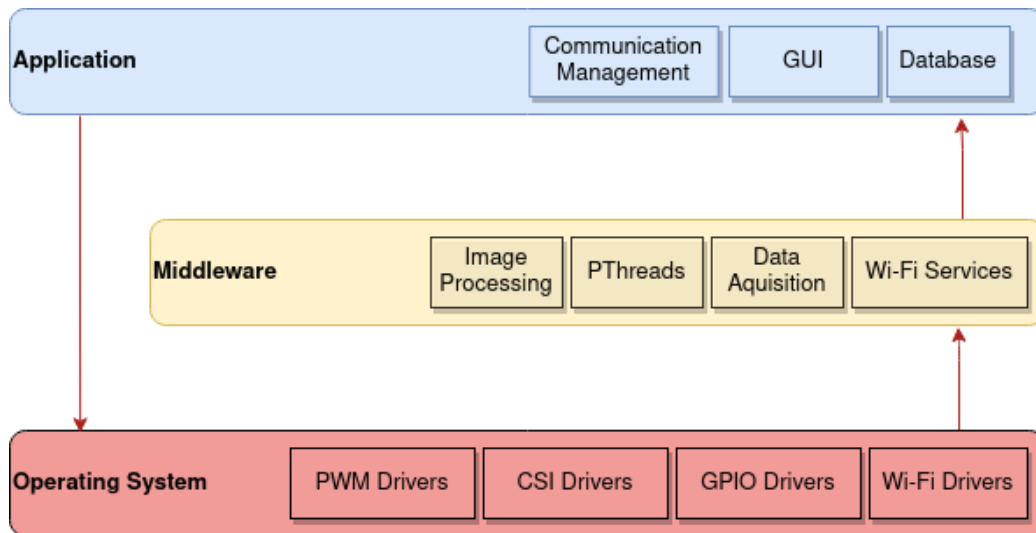 Application
Communication
Management
GUI
Database
Middleware
Image
Processing
PThreads
Data
Aquisition
Wi-Fi Services
Operating System
PWM Drivers
CSI Drivers
GPIO Drivers
Wi-Fi Drivers